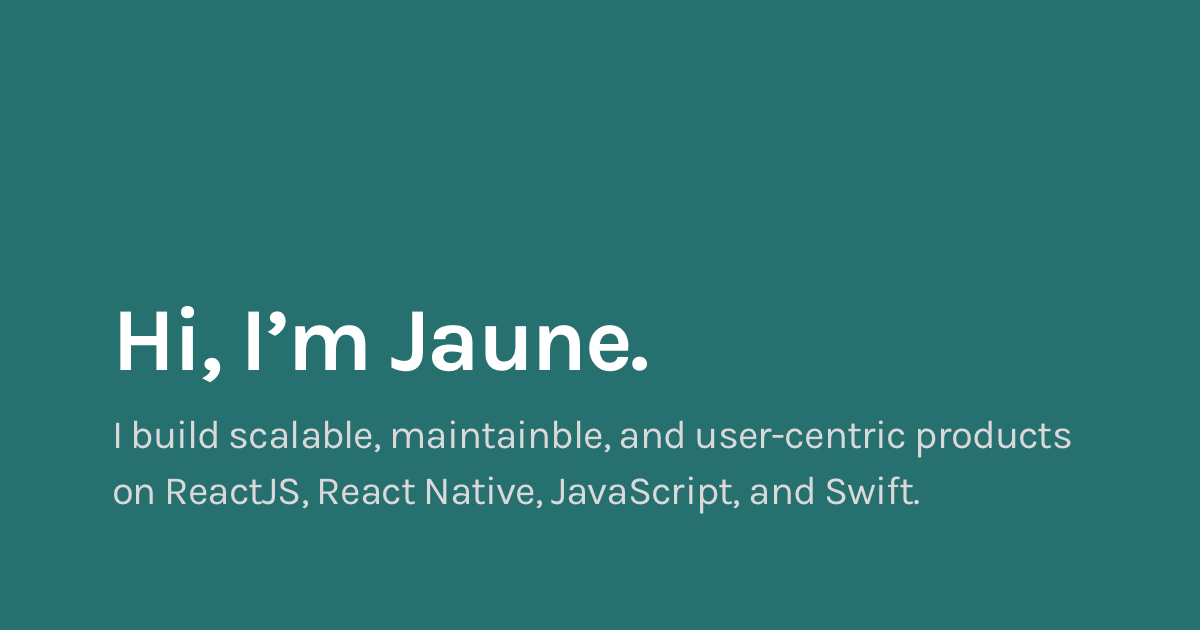 Hi, I’m Jaune.
I build scalable, maintainble, and user-centric products
on ReactJS, React Native, JavaScript, and Swift.